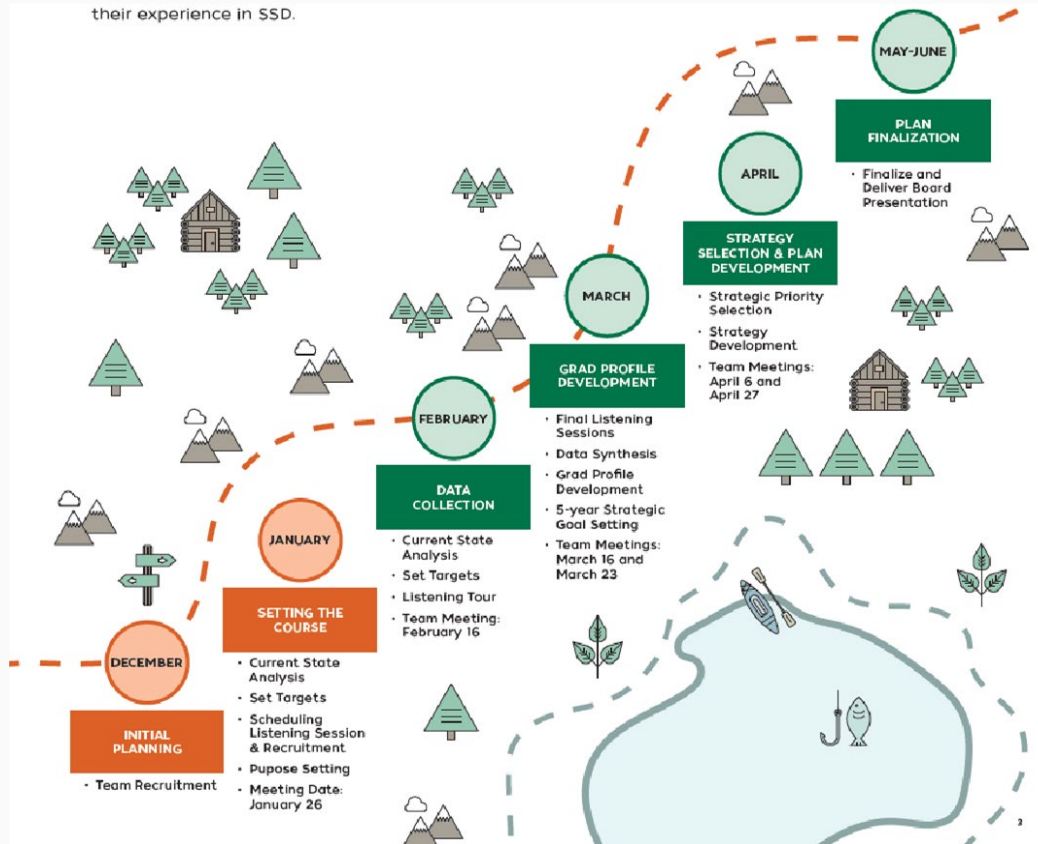 their experience in SSD.
MAY-JUNE
PLAN
FINALIZATION
· Finalize and
Deliver Board
Presentation
APRIL
STRATEGY
SELECTION & PLAN
DEVELOPMENT
· Strategic Priority
Selection
· Strategy
Development
· Team Meetings:
April 6 and
April 27
MARCH
GRAD PROFILE
DEVELOPMENT
· Final Listening
Sessions
· Data Synthesis
· Grad Profile
Development
· 5-year Strategic
Goal Setting
· Team Meetings:
March 16 and
March 23
FEBRUARY
DATA
COLLECTION
· Current State
Analysis
· Set Targets
· Listening Tour
· Team Meeting:
February 16
JANUARY
SETTING THE
COURSE
· Current State
Analysis
· Set Targets
· Scheduling
Listening Session
& Recruitment
· Pupose Setting
· Meeting Date:
January 26
DECEMBER
INITIAL
PLANNING
· Team Recruitment